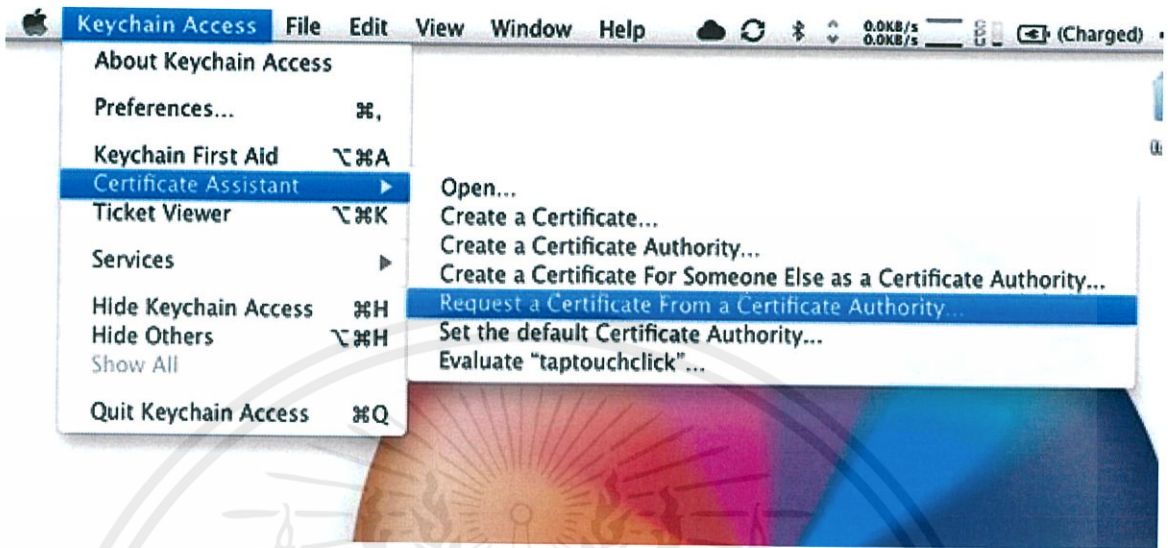 Keychain Access File Edit View Window Help 0.0KB/s 0.0KB/s (Charged)
About Keychain Access
Preferences... ⌘,
Keychain First Aid ⌥⌘A
Certificate Assistant
Ticket Viewer ⌥⌘K
Services
Hide Keychain Access ⌘H
Hide Others ⌥⌘H
Show All
Quit Keychain Access ⌘Q
Open...
Create a Certificate...
Create a Certificate Authority...
Create a Certificate For Someone Else as a Certificate Authority...
Request a Certificate From a Certificate Authority...
Set the default Certificate Authority...
Evaluate “taptouchclick”...